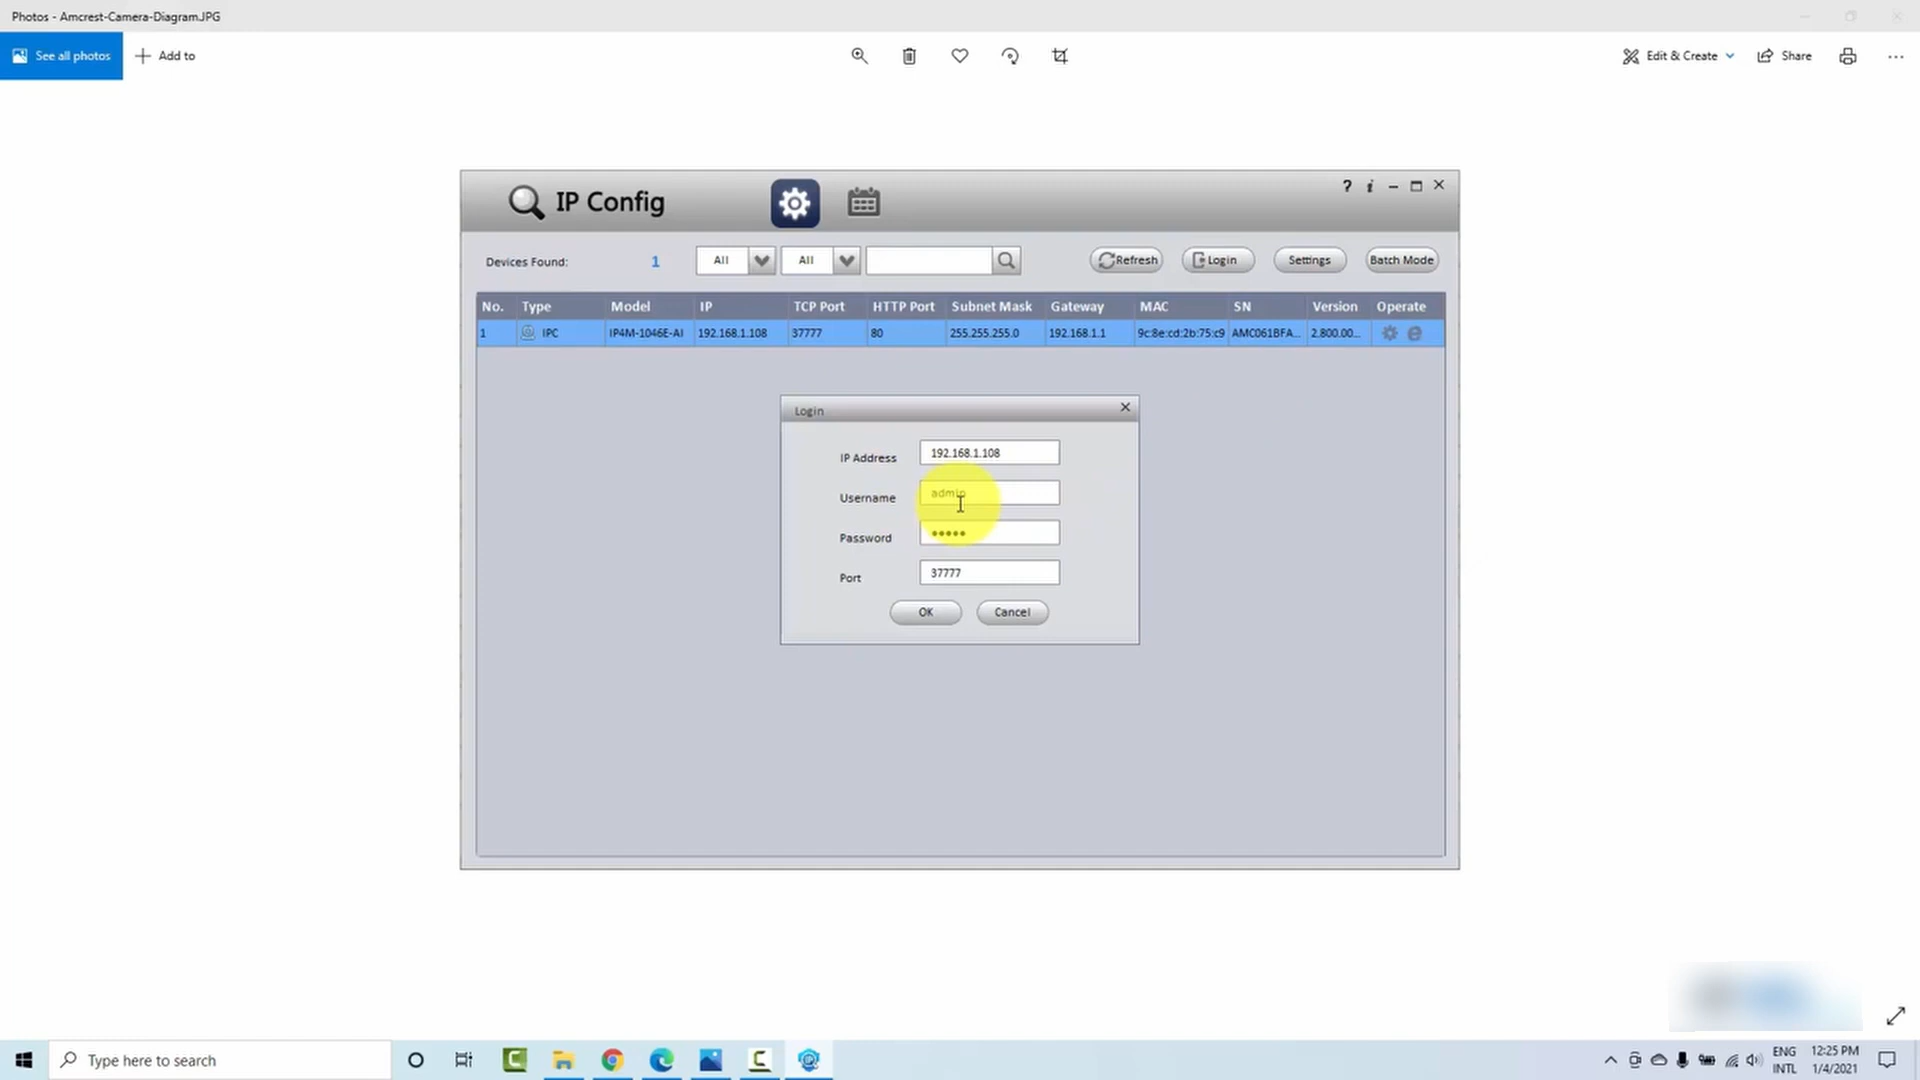 Photos - Amcrest-Camera-Diagram.JPG
See all photos
Add to
Edit & Create
Share
IP Config
? i
Devices Found: 1 All All Refresh Login Settings Batch Mode
No. Type Model IP TCP Port HTTP Port Subnet Mask Gateway MAC SN Version Operate
1 IPC IP4M-1046E-AI 192.168.1.108 37777 80 255.255.255.0 192.168.1.1 9c:8e:cd:2b:75:c9 AMC061BFA... 2.800.00...
Login
IP Address 192.168.1.108
Username admin
Password •••••
Port 37777
OK Cancel
Type here to search
ENG 12:25 PM
INTL 1/4/2021